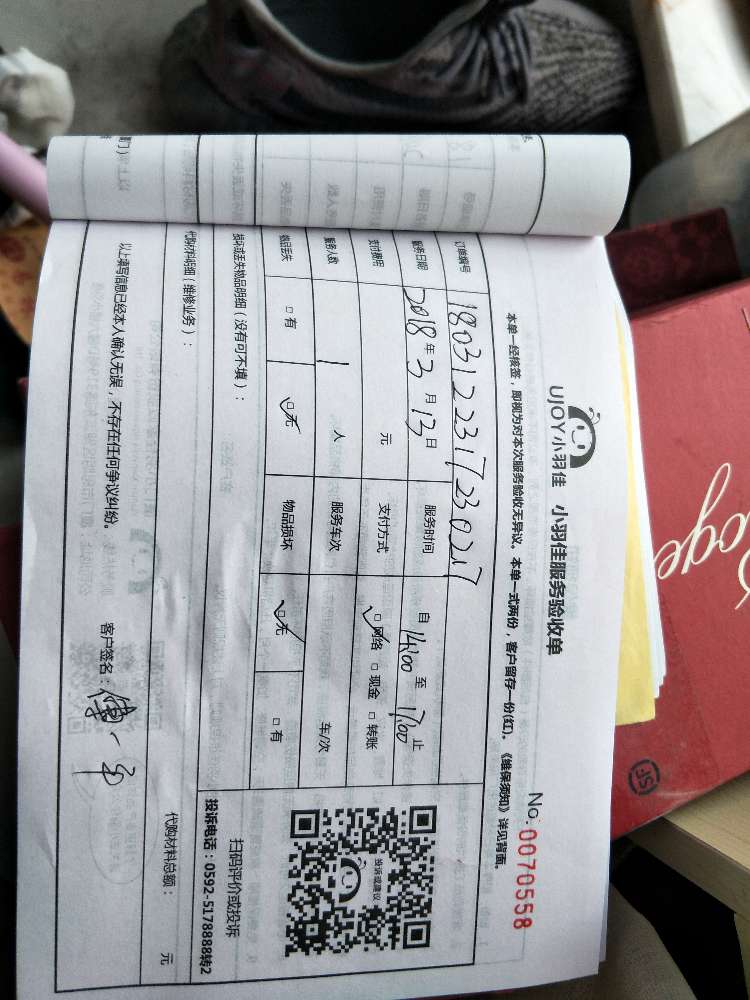 UJOY小羽佳 小羽佳服务验收单
No: 0070558
本单一经核签，即视为对本次服务验收无异议。本单一式两份，客户留存一份(红)。《维保须知》详见背面。
订单编号 180312231723027
服务日期 2018年3月13日 服务时间 自14:00至17:00止
支付费用 元 支付方式 □网络 □现金 □转账
服务人数 1 人 服务车次 车/次
物品丢失 □有 □无 物品损坏 □无 □有
损坏或丢失物品明细（没有可不填）：
代购材料明细（维修业务）：
代购材料总额： 元
投诉或建议
扫码评价或投诉
投诉电话：0592-5178888转2
以上填写信息已经本人确认无误，不存在任何争议纠纷。
客户签名：
SF